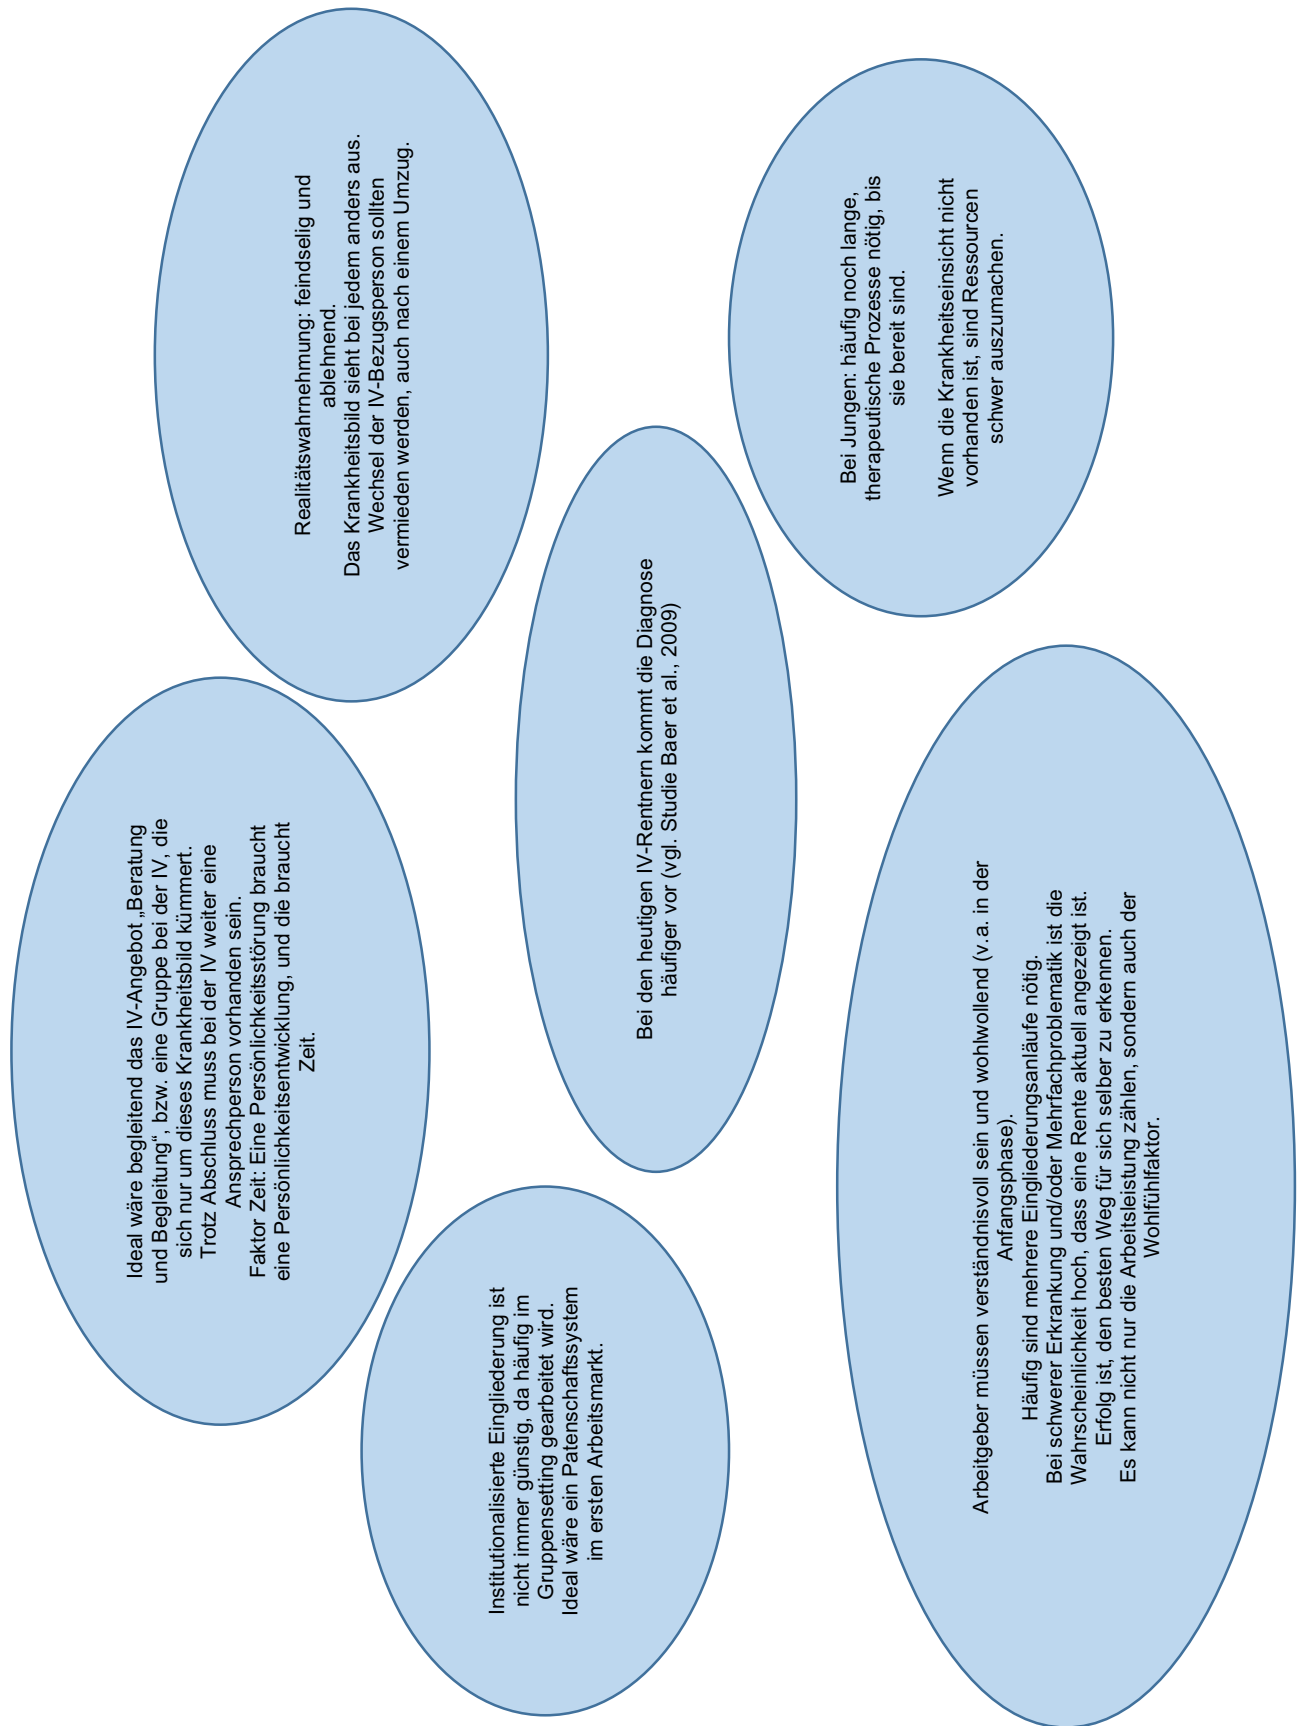 Ideal wäre begleitend das IV-Angebot „Beratung
und Begleitung“, bzw. eine Gruppe bei der IV, die
sich nur um dieses Krankheitsbild kümmert.
Trotz Abschluss muss bei der IV weiter eine
Ansprechperson vorhanden sein.
Faktor Zeit: Eine Persönlichkeitsstörung braucht
eine Persönlichkeitsentwicklung, und die braucht
Zeit.
Realitätswahrnehmung: feindselig und
ablehnend.
Das Krankheitsbild sieht bei jedem anders aus.
Wechsel der IV-Bezugsperson sollten
vermieden werden, auch nach einem Umzug.
Institutionalisierte Eingliederung ist
nicht immer günstig, da häufig im
Gruppensetting gearbeitet wird.
Ideal wäre ein Patenschaftssystem
im ersten Arbeitsmarkt.
Bei den heutigen IV-Rentnern kommt die Diagnose
häufiger vor (vgl. Studie Baer et al., 2009)
Arbeitgeber müssen verständnisvoll sein und wohlwollend (v.a. in der
Anfangsphase).
Häufig sind mehrere Eingliederungsanläufe nötig.
Bei schwerer Erkrankung und/oder Mehrfachproblematik ist die
Wahrscheinlichkeit hoch, dass eine Rente aktuell angezeigt ist.
Erfolg ist, den besten Weg für sich selber zu erkennen.
Es kann nicht nur die Arbeitsleistung zählen, sondern auch der
Wohlfühlfaktor.
Bei Jungen: häufig noch lange,
therapeutische Prozesse nötig, bis
sie bereit sind.
Wenn die Krankheitseinsicht nicht
vorhanden ist, sind Ressourcen
schwer auszumachen.